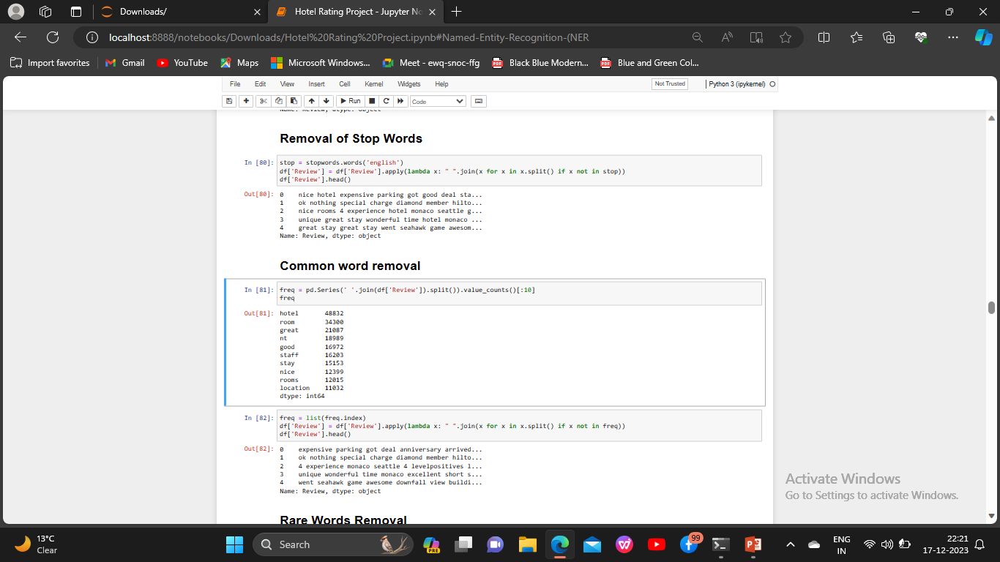 Downloads/
Hotel Rating Project - Jupyter No
localhost:8888/notebooks/Downloads/Hotel%20Rating%20Project.ipynb#Named-Entity-Recognition-(NER
Import favorites
Gmail
YouTube
Maps
Microsoft Windows...
Meet - ewq-snoc-ffg
Black Blue Modern...
Blue and Green Col...
File Edit View Insert Cell Kernel Widgets Help
Not Trusted
Python 3 (ipykernel)
Run
Code
Name: Review, dtype: object
Removal of Stop Words
In [80]: stop = stopwords.words('english')
df['Review'] = df['Review'].apply(lambda x: " ".join(x for x in x.split() if x not in stop))
df['Review'].head()
Out[80]: 0 nice hotel expensive parking got good deal sta...
1 ok nothing special charge diamond member hilto...
2 nice rooms 4 experience hotel monaco seattle g...
3 unique great stay wonderful time hotel monaco ...
4 great stay great stay went seahawk game awesom...
Name: Review, dtype: object
Common word removal
In [81]: freq = pd.Series(' '.join(df['Review']).split()).value_counts()[:10]
freq
Out[81]: hotel 48832
room 34300
great 21087
nt 18989
good 16972
staff 16203
stay 15153
nice 12399
rooms 12015
location 11032
dtype: int64
In [82]: freq = list(freq.index)
df['Review'] = df['Review'].apply(lambda x: " ".join(x for x in x.split() if x not in freq))
df['Review'].head()
Out[82]: 0 expensive parking got deal anniversary arrived...
1 ok nothing special charge diamond member hilto...
2 4 experience monaco seattle 4 levelpositives l...
3 unique wonderful time monaco excellent short s...
4 went seahawk game awesome downfall view buildi...
Name: Review, dtype: object
Rare Words Removal
Activate Windows
Go to Settings to activate Windows.
13°C
Clear
Search
PRE
99
ENG
IN
22:21
17-12-2023